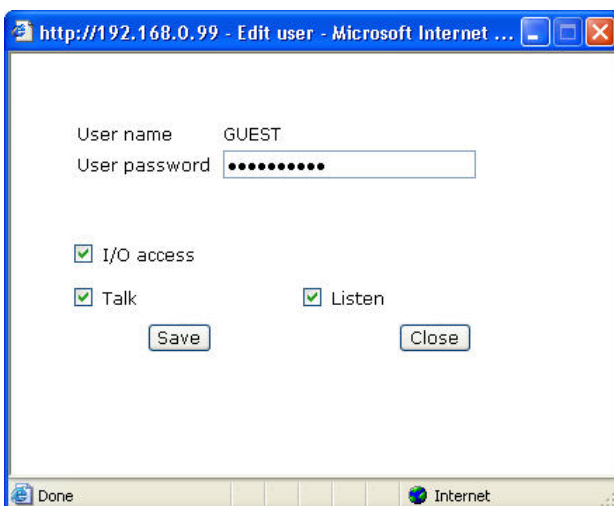 http://192.168.0.99 - Edit user - Microsoft Internet ...
User name GUEST
User password ••••••••••
I/O access
Talk Listen
Save Close
Done Internet